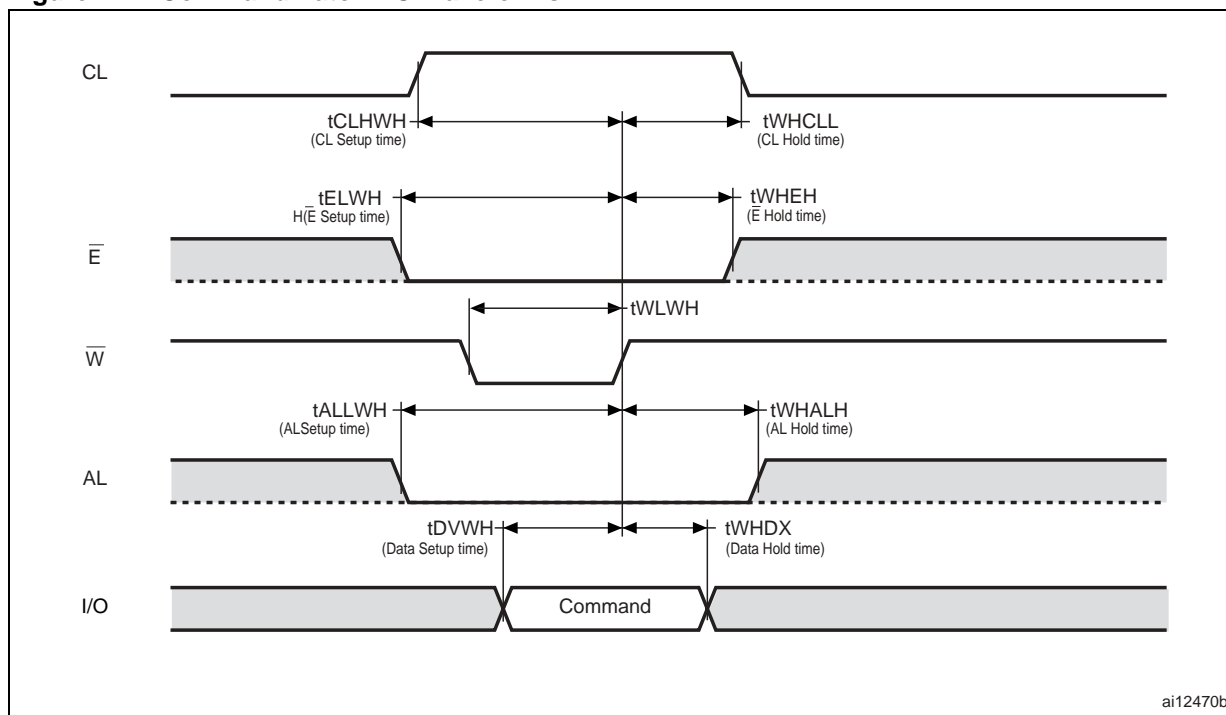 CL
tCLHWH
(CL Setup time)
tWHCLL
(CL Hold time)
tELWH
H(E̅ Setup time)
tWHEH
(E̅ Hold time)
E̅
tWLWH
W̅
tALLWH
(ALSetup time)
tWHALH
(AL Hold time)
AL
tDVWH
(Data Setup time)
tWHDX
(Data Hold time)
I/O
Command
ai12470b